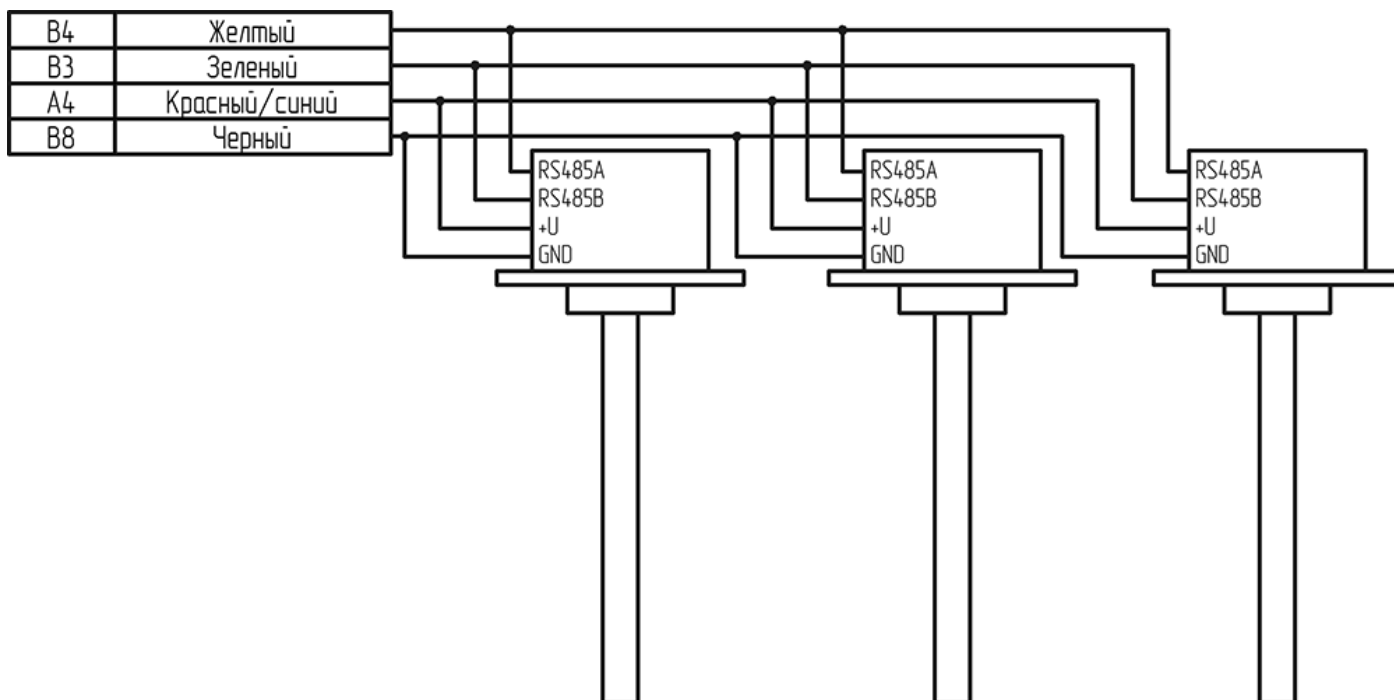 B4 Желтый
B3 Зеленый
A4 Красный/синий
B8 Черный
RS485A RS485A RS485A
RS485B RS485B RS485B
+U +U +U
GND GND GND